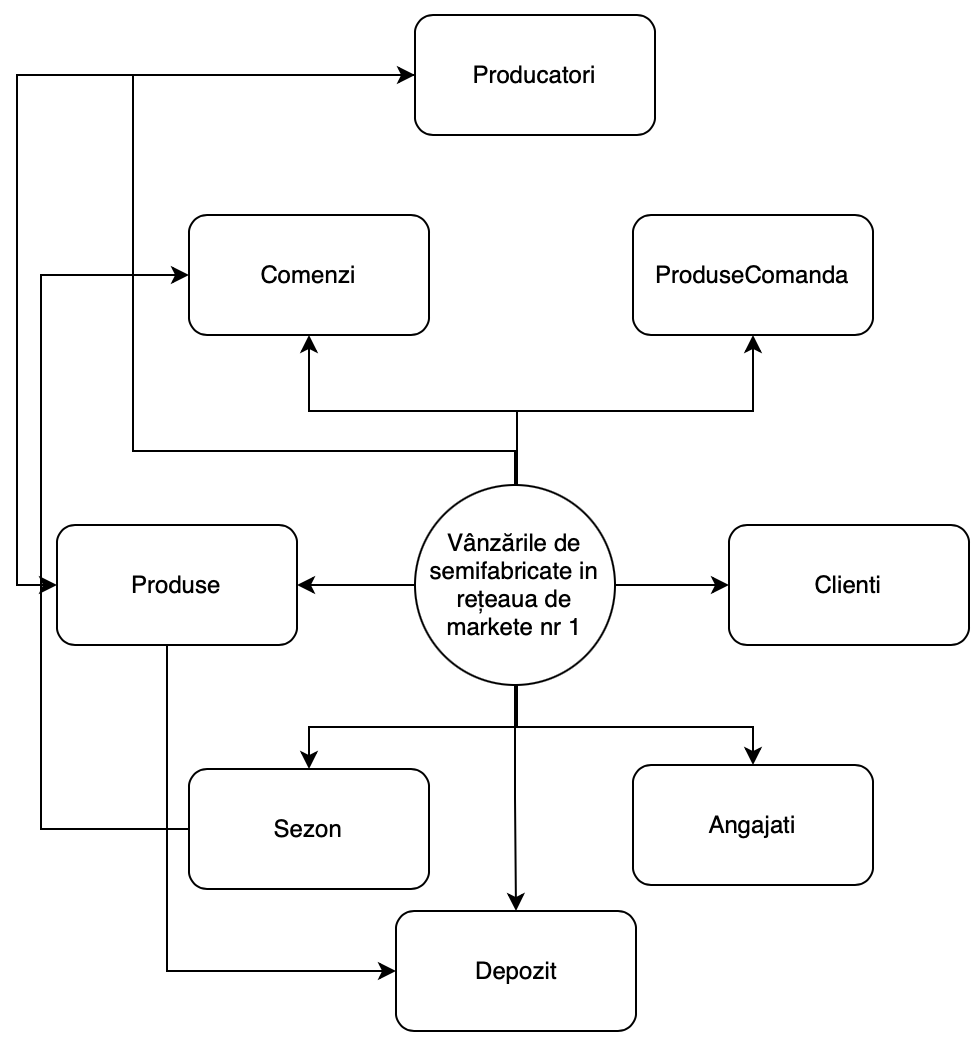 Producatori
Comenzi
ProduseComanda
Produse
Vânzările de
semifabricate in
rețeaua de
markete nr 1
Clienti
Sezon
Angajati
Depozit